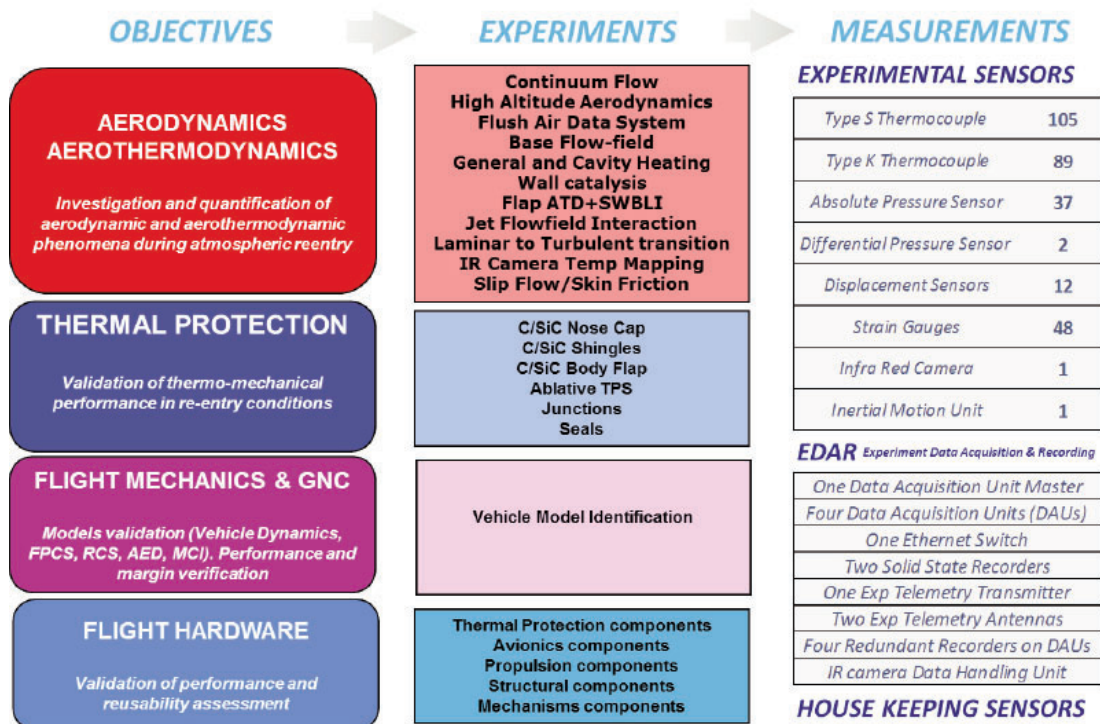 OBJECTIVES
EXPERIMENTS
MEASUREMENTS
AERODYNAMICS
AEROTHERMODYNAMICS
Investigation and quantification of
aerodynamic and aerothermodynamic
phenomena during atmospheric reentry
Continuum Flow
High Altitude Aerodynamics
Flush Air Data System
Base Flow-field
General and Cavity Heating
Wall catalysis
Flap ATD+SWBLI
Jet Flowfield Interaction
Laminar to Turbulent transition
IR Camera Temp Mapping
Slip Flow/Skin Friction
THERMAL PROTECTION
Validation of thermo-mechanical
performance in re-entry conditions
C/SiC Nose Cap
C/SiC Shingles
C/SiC Body Flap
Ablative TPS
Junctions
Seals
FLIGHT MECHANICS & GNC
Models validation (Vehicle Dynamics,
FPCS, RCS, AED, MCI). Performance and
margin verification
Vehicle Model Identification
FLIGHT HARDWARE
Validation of performance and
reusability assessment
Thermal Protection components
Avionics components
Propulsion components
Structural components
Mechanisms components
EXPERIMENTAL SENSORS
Type S Thermocouple 105
Type K Thermocouple 89
Absolute Pressure Sensor 37
Differential Pressure Sensor 2
Displacement Sensors 12
Strain Gauges 48
Infra Red Camera 1
Inertial Motion Unit 1
EDAR Experiment Data Acquisition & Recording
One Data Acquisition Unit Master
Four Data Acquisition Units (DAUs)
One Ethernet Switch
Two Solid State Recorders
One Exp Telemetry Transmitter
Two Exp Telemetry Antennas
Four Redundant Recorders on DAUs
IR camera Data Handling Unit
HOUSE KEEPING SENSORS